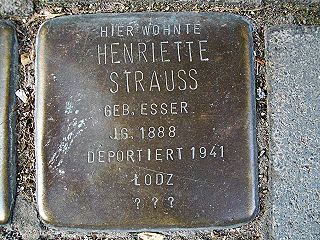 HIER WOHNTE
HENRIETTE
STRAUSS
GEB. ESSER
JG. 1888
DEPORTIERT 1941
LODZ
? ? ?